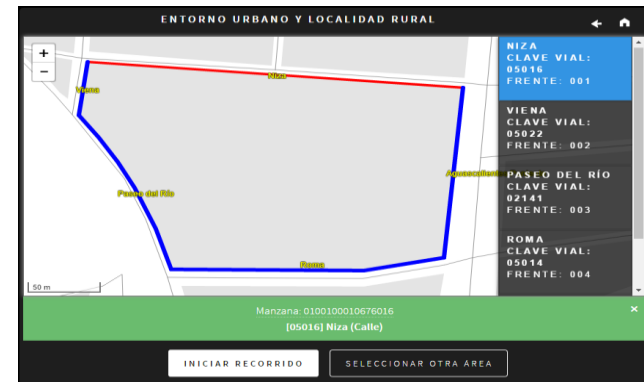 ENTORNO URBANO Y LOCALIDAD RURAL
+
−
Niza
Viena
Paseo del Río
Roma
50 m
NIZA
CLAVE VIAL:
05016
FRENTE: 001
VIENA
CLAVE VIAL:
05022
FRENTE: 002
PASEO DEL RÍO
CLAVE VIAL:
02141
FRENTE: 003
ROMA
CLAVE VIAL:
05014
FRENTE: 004
Manzana: 0100100010676016
×
[05016] Niza (Calle)
INICIAR RECORRIDO
SELECCIONAR OTRA ÁREA